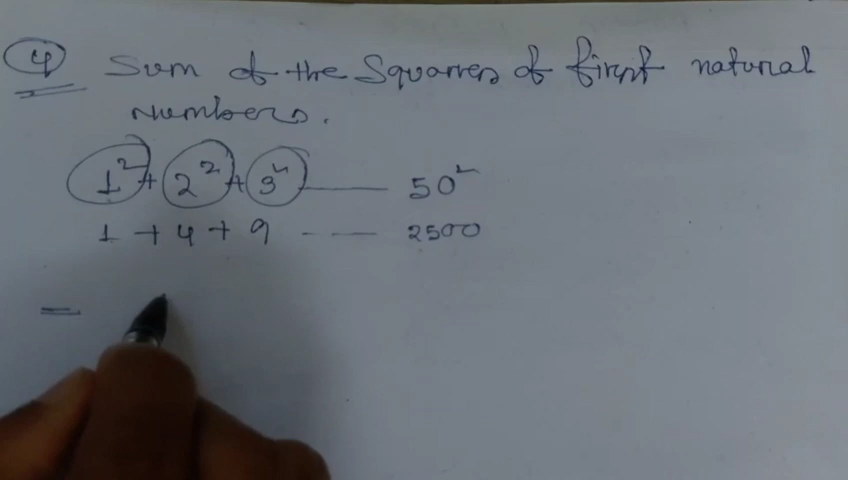 4 Sum of the Squares of first natural
Numbers.
1² + 2² + 3² —— 50²
1 + 4 + 9 - —— 2500
=